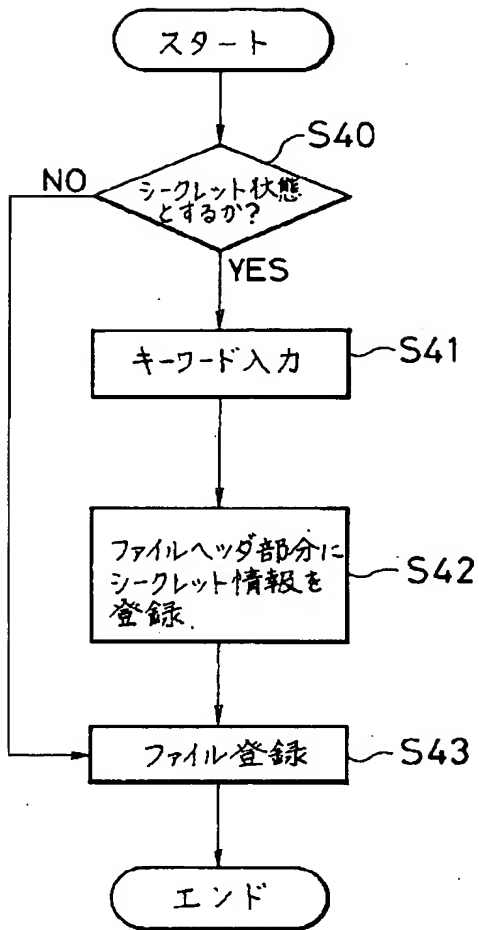 スタート
S40
NO
シークレット状態
とするか?
YES
キーワード入力
S41
ファイルヘッダ部分に
シークレット情報を
登録.
S42
ファイル登録
S43
エンド